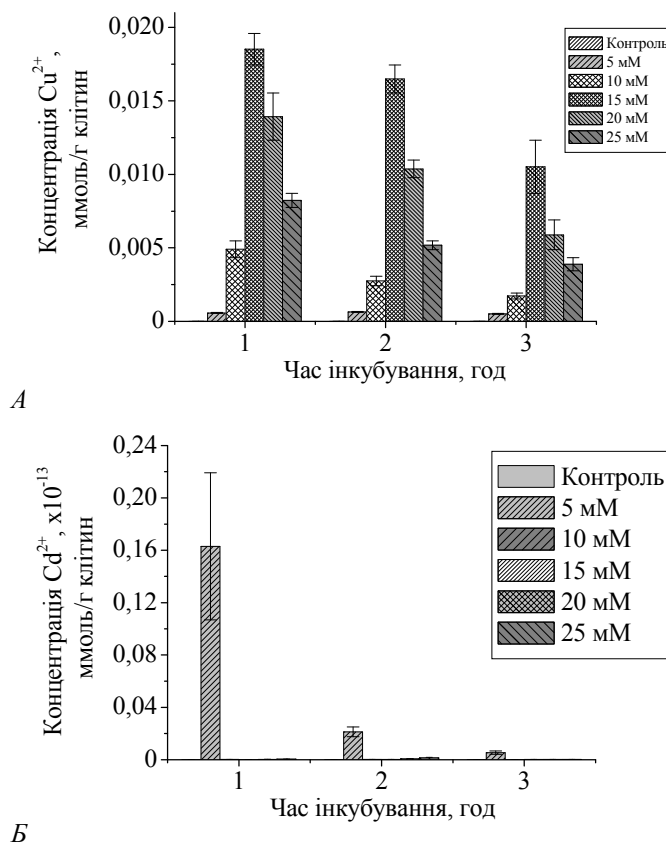 Концентрація Cu²⁺,
ммоль/г клітин
0,020
0,015
0,010
0,005
0
Контроль
5 мМ
10 мМ
15 мМ
20 мМ
25 мМ
1
2
3
Час інкубування, год
А
Концентрація Cd²⁺, x10⁻¹³
ммоль/г клітин
0,24
0,20
0,16
0,12
0,08
0,04
0
Контроль
5 мМ
10 мМ
15 мМ
20 мМ
25 мМ
1
2
3
Час інкубування, год
Б